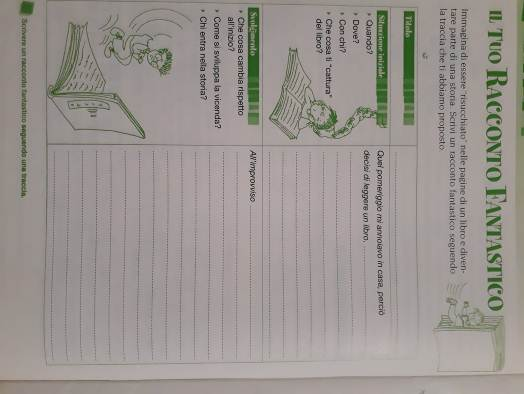 IL TUO RACCONTO FANTASTICO
Immagina di essere "risucchiato" nelle pagine di un libro e diven-
tare parte di una storia. Scrivi un racconto fantastico seguendo
la traccia che ti abbiamo proposto.
Titolo
Situazione iniziale
• Quando?
• Dove?
• Con chi?
• Che cosa ti "cattura"
del libro?
Quel pomeriggio mi annoiavo in casa, perciò
decisi di leggere un libro.
Svolgimento
• Che cosa cambia rispetto
all'inizio?
• Come si sviluppa la vicenda?
• Chi entra nella storia?
All'improvviso
Scrivere un racconto fantastico seguendo una traccia.